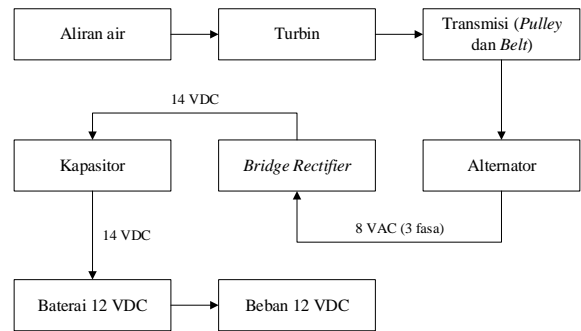 Aliran air
Turbin
Transmisi (Pulley
dan Belt)
14 VDC
Kapasitor
Bridge Rectifier
Alternator
8 VAC (3 fasa)
14 VDC
Baterai 12 VDC
Beban 12 VDC